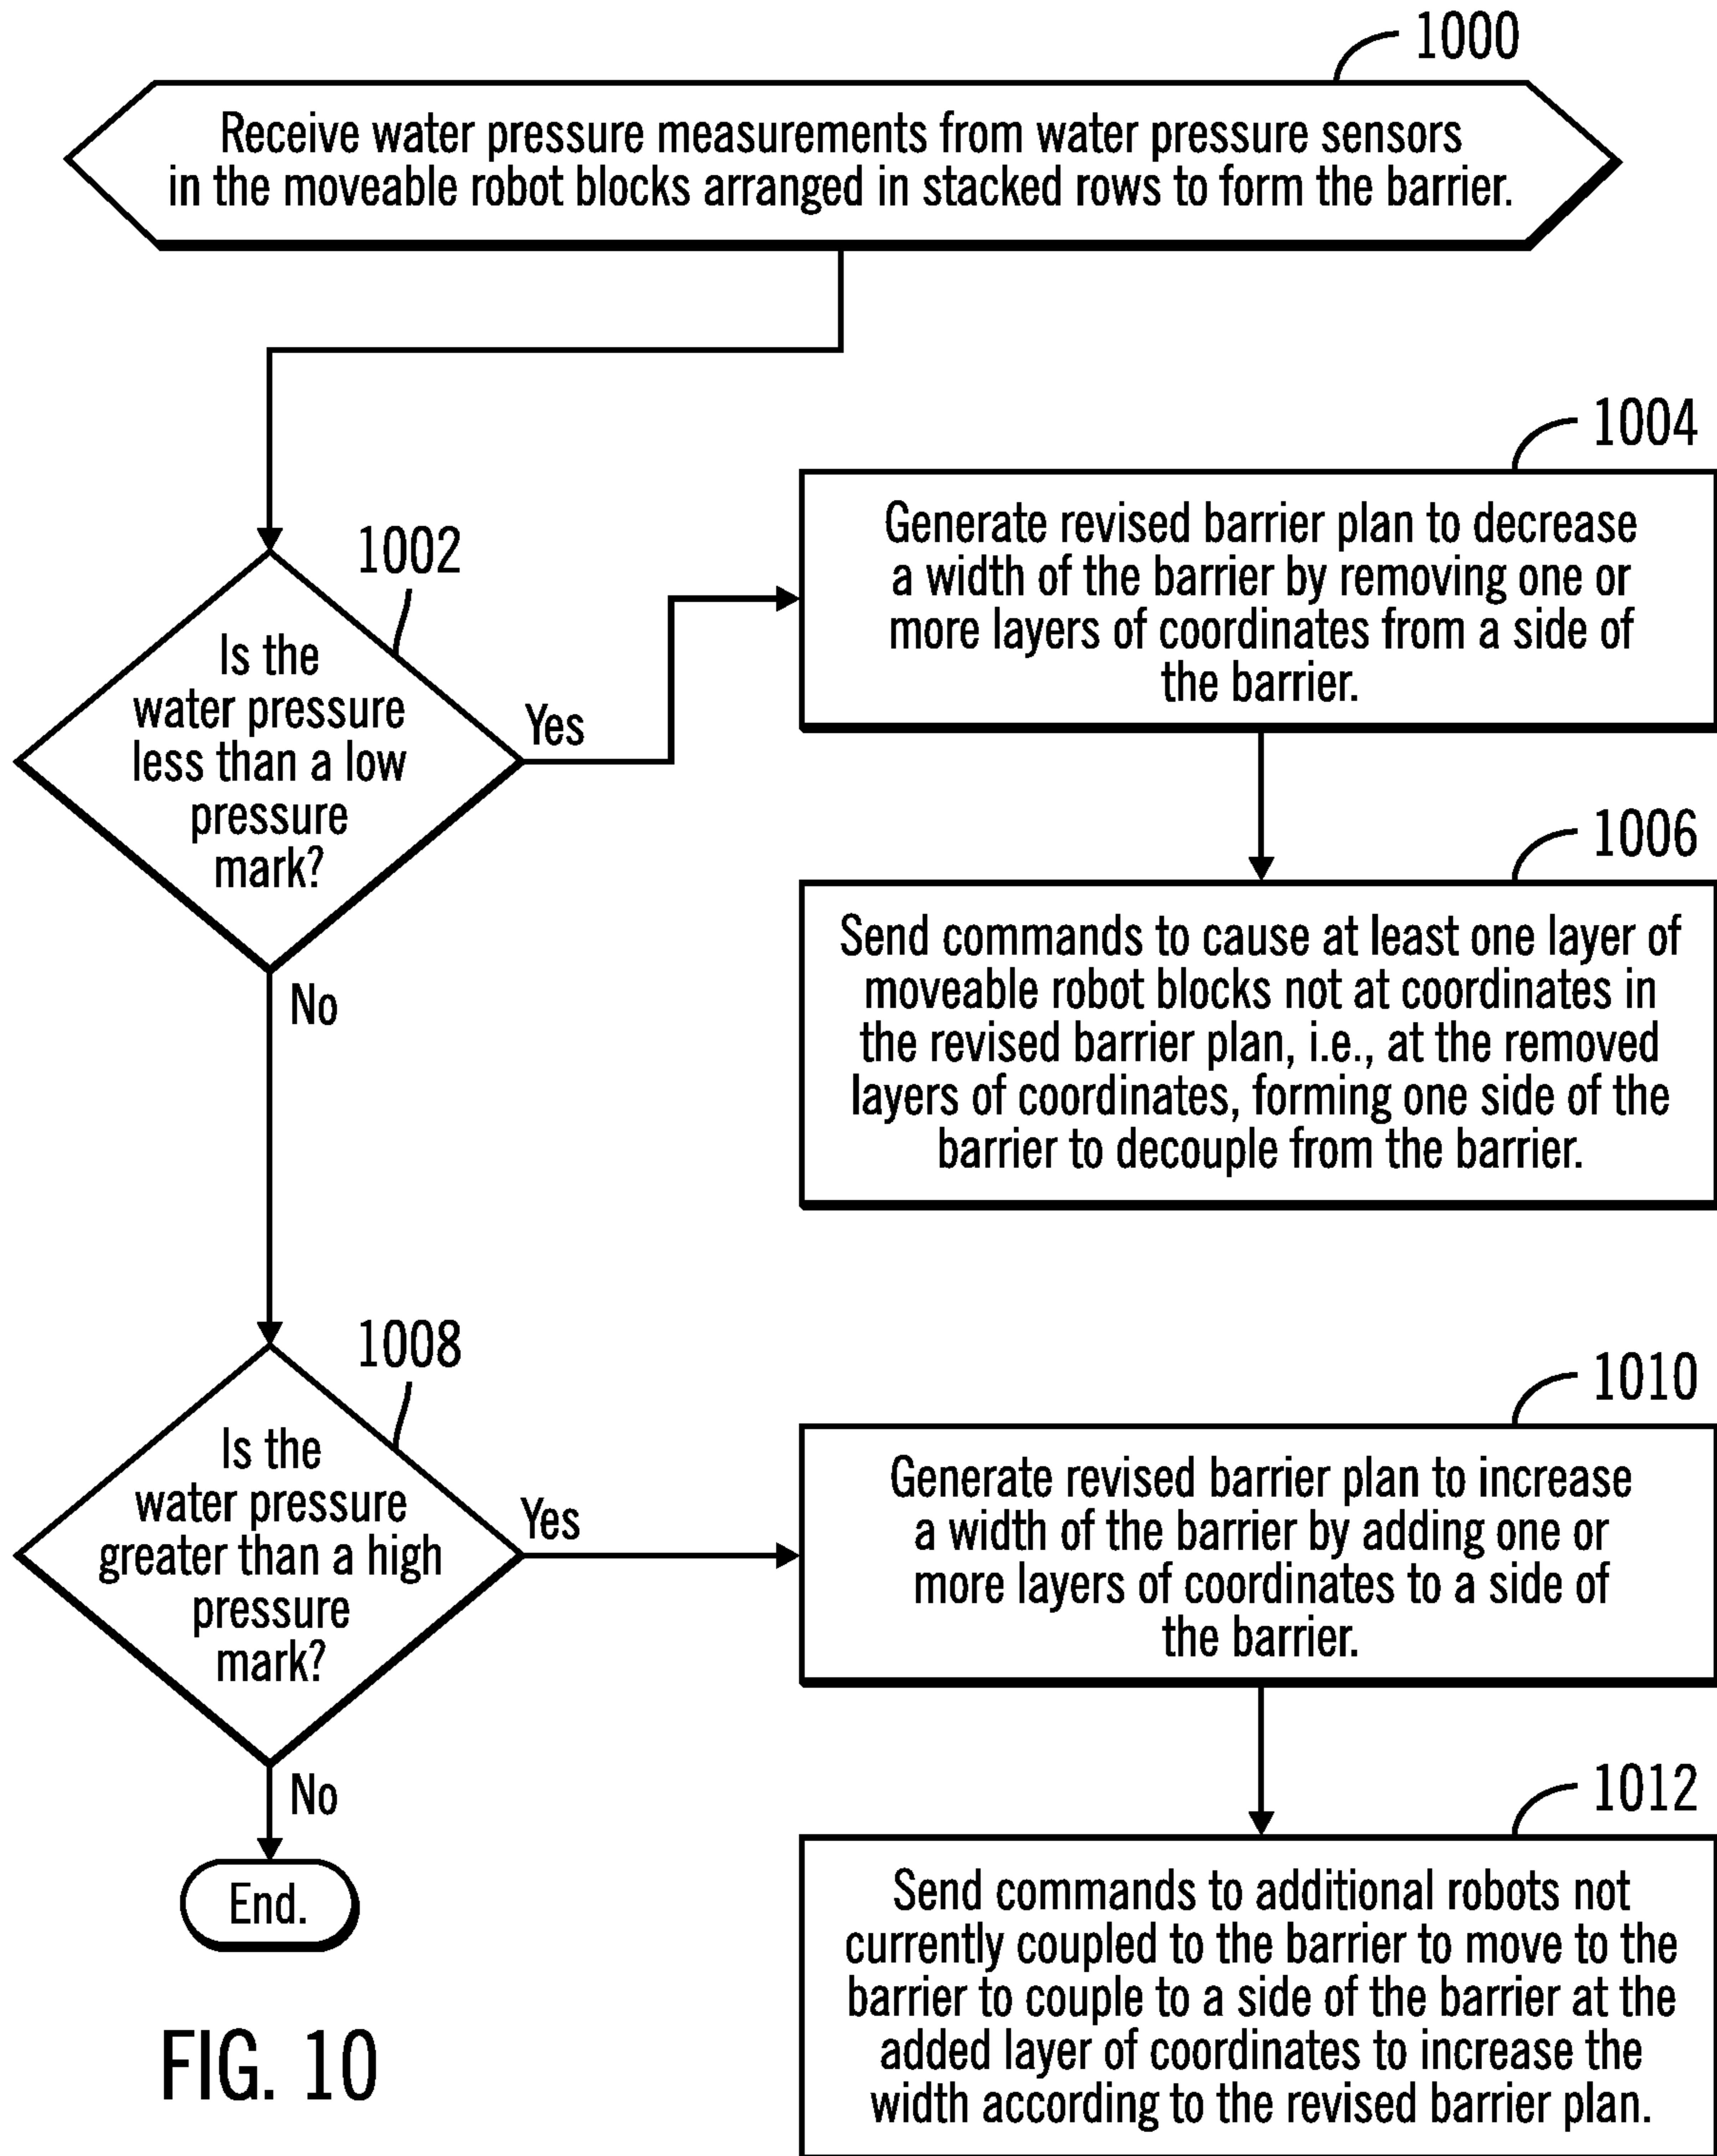 1000
Receive water pressure measurements from water pressure sensors
in the moveable robot blocks arranged in stacked rows to form the barrier.
1002
Is the
water pressure
less than a low
pressure
mark?
Yes
No
1004
Generate revised barrier plan to decrease
a width of the barrier by removing one or
more layers of coordinates from a side of
the barrier.
1006
Send commands to cause at least one layer of
moveable robot blocks not at coordinates in
the revised barrier plan, i.e., at the removed
layers of coordinates, forming one side of the
barrier to decouple from the barrier.
1008
Is the
water pressure
greater than a high
pressure
mark?
Yes
No
End.
1010
Generate revised barrier plan to increase
a width of the barrier by adding one or
more layers of coordinates to a side of
the barrier.
1012
Send commands to additional robots not
currently coupled to the barrier to move to the
barrier to couple to a side of the barrier at the
added layer of coordinates to increase the
width according to the revised barrier plan.
FIG. 10